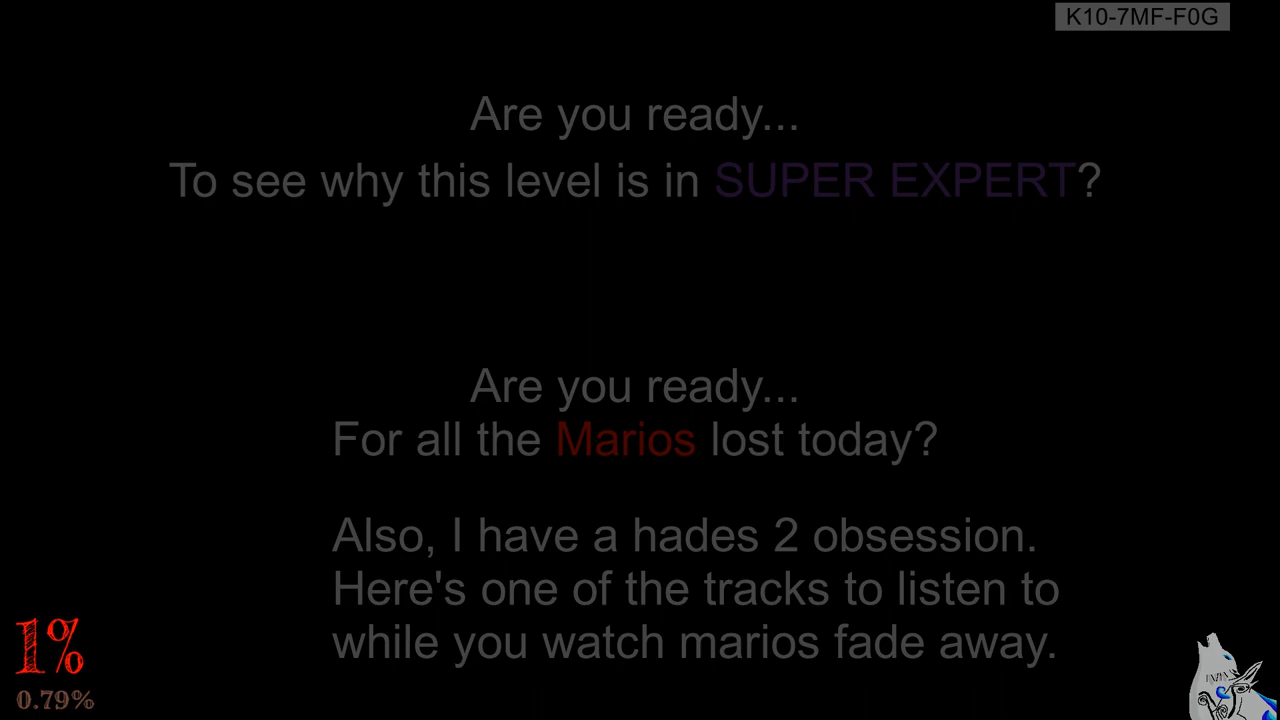 K10-7MF-F0G
Are you ready...
To see why this level is in SUPER EXPERT?
Are you ready...
For all the Marios lost today?
Also, I have a hades 2 obsession.
Here's one of the tracks to listen to
while you watch marios fade away.
1%
0.79%